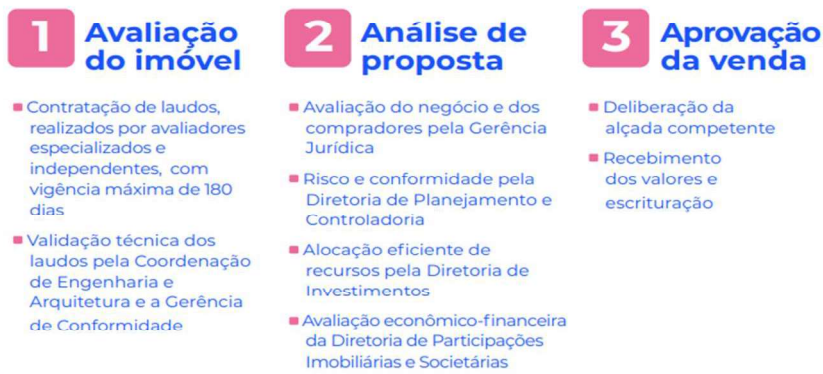 1 Avaliação
do imóvel
Contratação de laudos,
realizados por avaliadores
especializados e
independentes, com
vigência máxima de 180
dias
Validação técnica dos
laudos pela Coordenação
de Engenharia e
Arquitetura e a Gerência
de Conformidade
2 Análise de
proposta
Avaliação do negócio e dos
compradores pela Gerência
Jurídica
Risco e conformidade pela
Diretoria de Planejamento e
Controladoria
Alocação eficiente de
recursos pela Diretoria de
Investimentos
Avaliação econômico-financeira
da Diretoria de Participações
Imobiliárias e Societárias
3 Aprovação
da venda
Deliberação da
alçada competente
Recebimento
dos valores e
escrituração